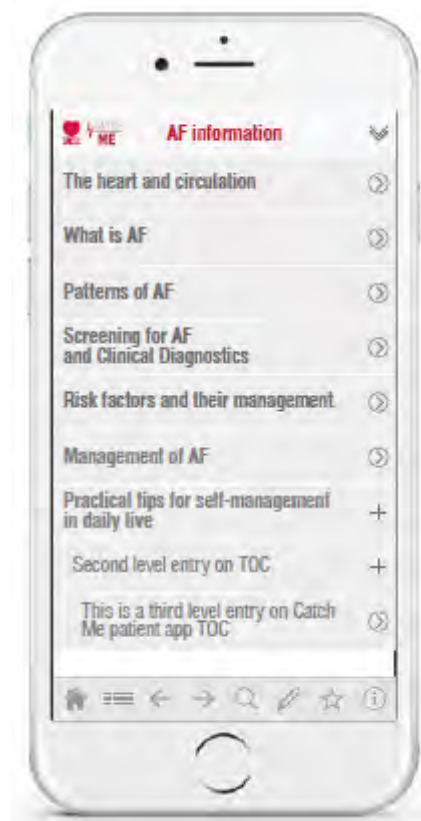 ME AF information
The heart and circulation
What is AF
Patterns of AF
Screening for AF
and Clinical Diagnostics
Risk factors and their management
Management of AF
Practical tips for self-management
in daily live
Second level entry on TOC
This is a third level entry on Catch
Me patient app TOC